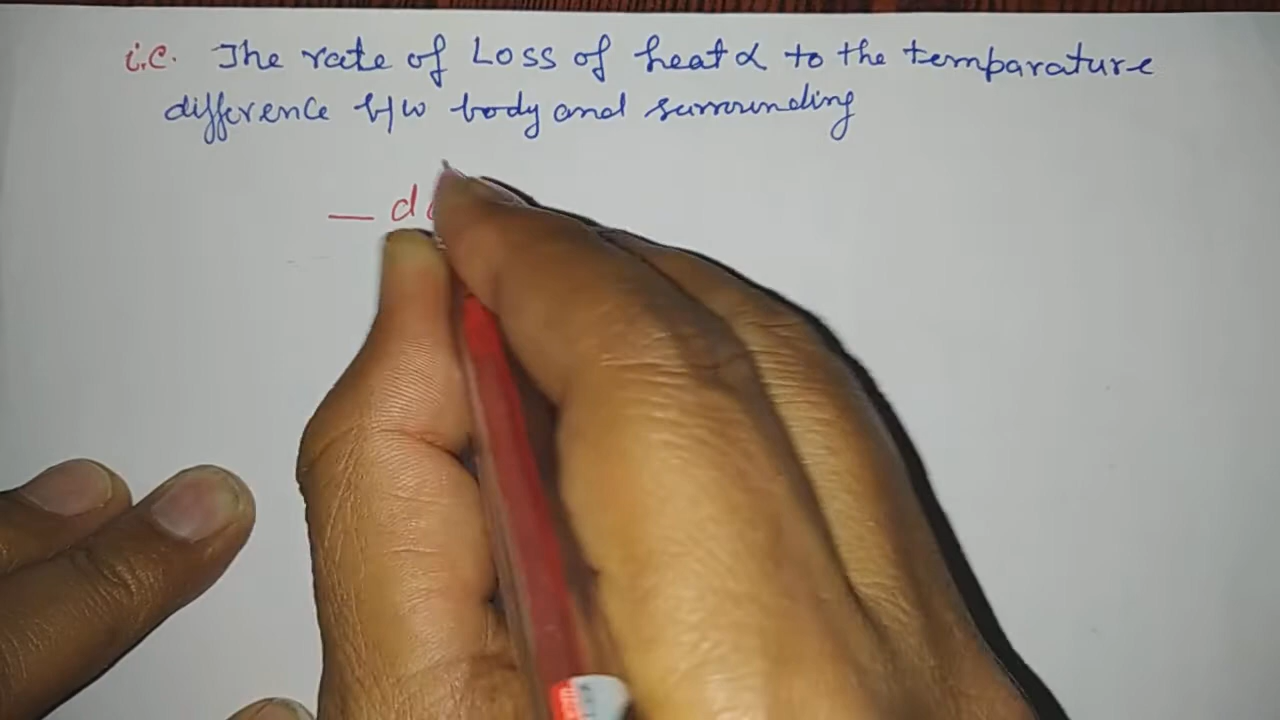 i.e. The rate of Loss of heat ∝ to the temparature
difference b/w body and surrounding
— d